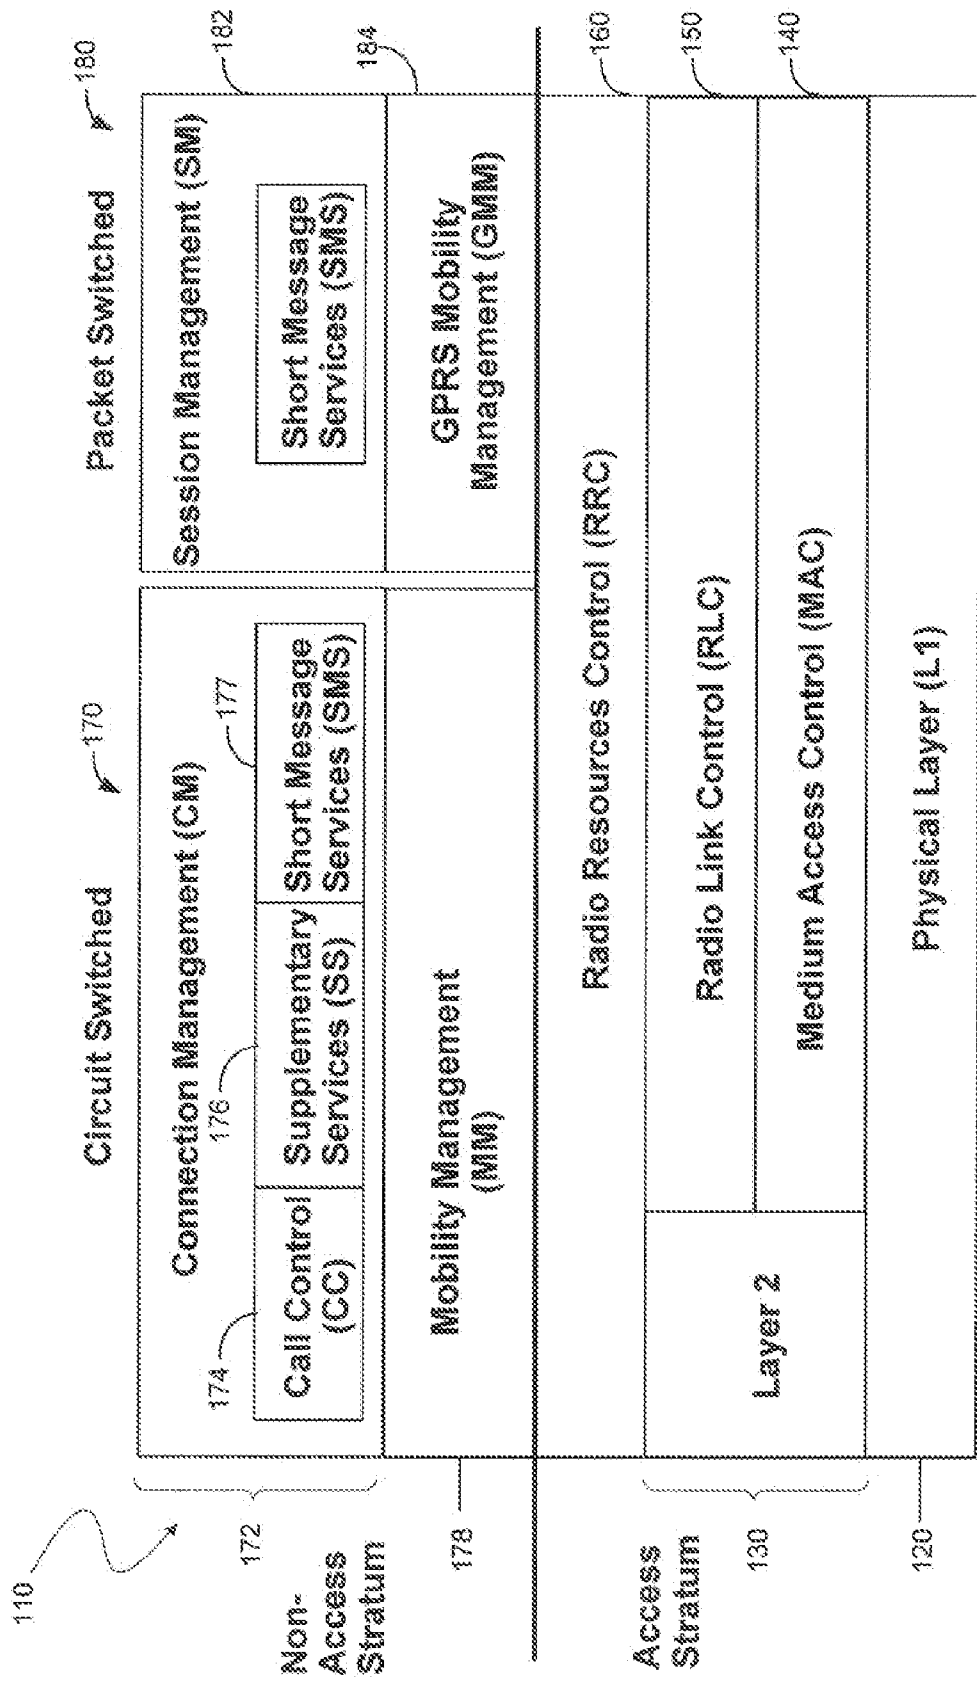 110
Circuit Switched
170
Packet Switched
180
Connection Management (CM)
Session Management (SM)
182
174
176
177
Call Control
(CC)
Supplementary
Services (SS)
Short Message
Services (SMS)
Short Message
Services (SMS)
172
Non-
Access
Stratum
184
Mobility Management
(MM)
GPRS Mobility
Management (GMM)
178
Radio Resources Control (RRC)
160
Access
Stratum
130
Layer 2
Radio Link Control (RLC)
150
Medium Access Control (MAC)
140
Physical Layer (L1)
120